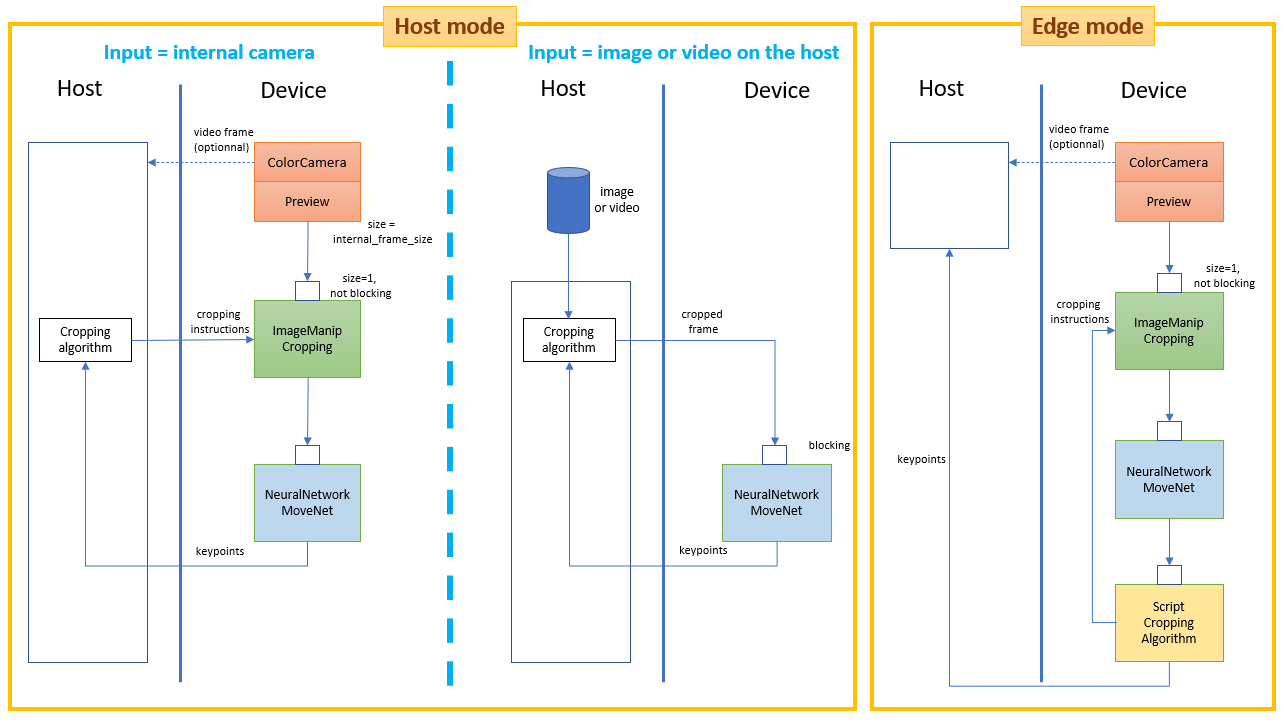 Host mode
Input = internal camera
Host
Device
video frame
(optionnal)
ColorCamera
Preview
size =
internal_frame_size
size=1,
not blocking
cropping
instructions
Cropping
algorithm
ImageManip
Cropping
NeuralNetwork
MoveNet
keypoints
Input = image or video on the host
Host
Device
image
or video
Cropping
algorithm
cropped
frame
blocking
NeuralNetwork
MoveNet
keypoints
Edge mode
Host
Device
video frame
(optionnal)
ColorCamera
Preview
size=1,
not blocking
cropping
instructions
ImageManip
Cropping
keypoints
NeuralNetwork
MoveNet
Script
Cropping
Algorithm